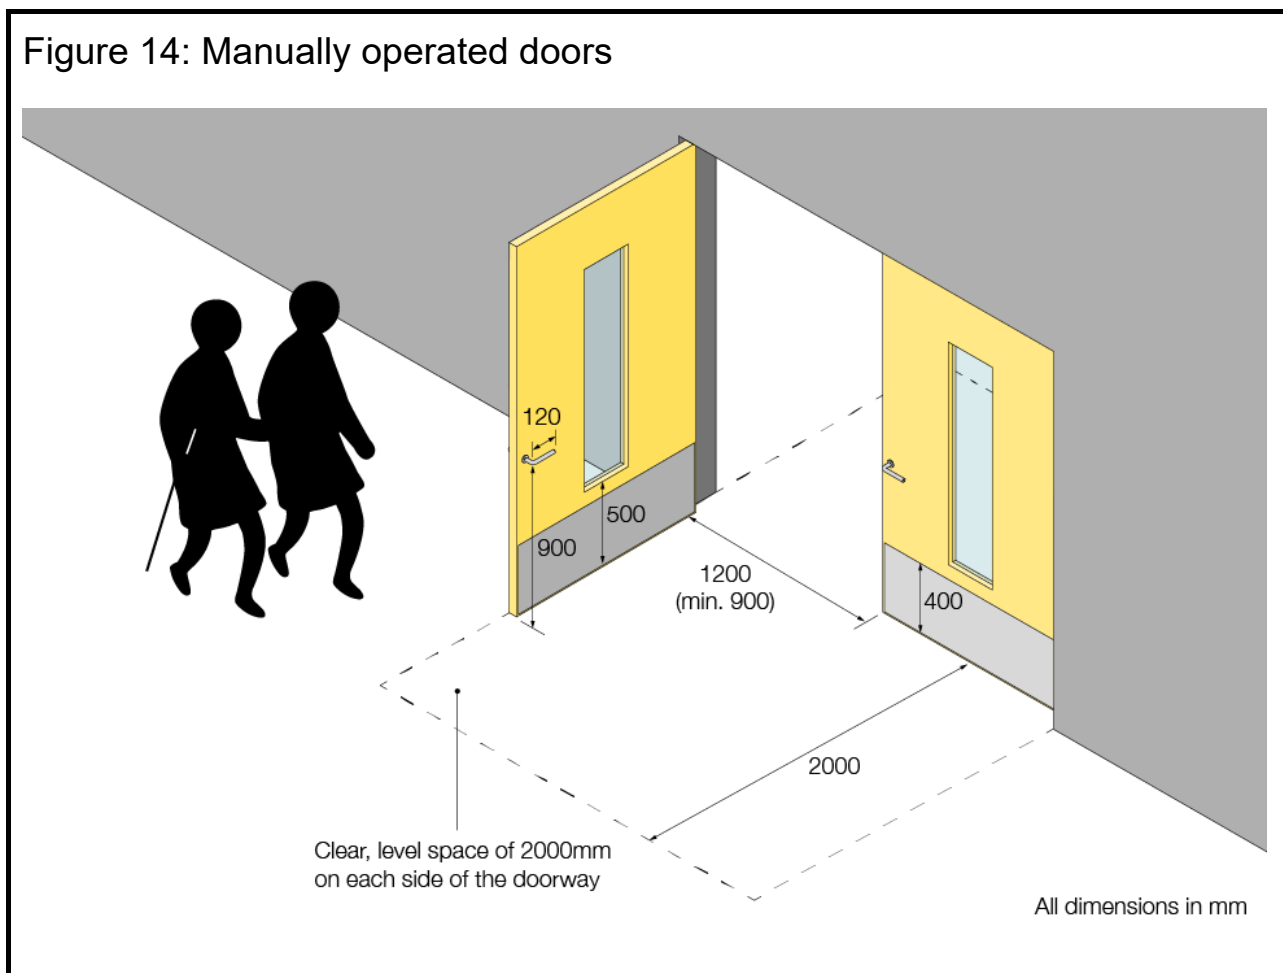 Figure 14: Manually operated doors
120
500
900
1200
(min. 900)
400
2000
Clear, level space of 2000mm
on each side of the doorway
All dimensions in mm